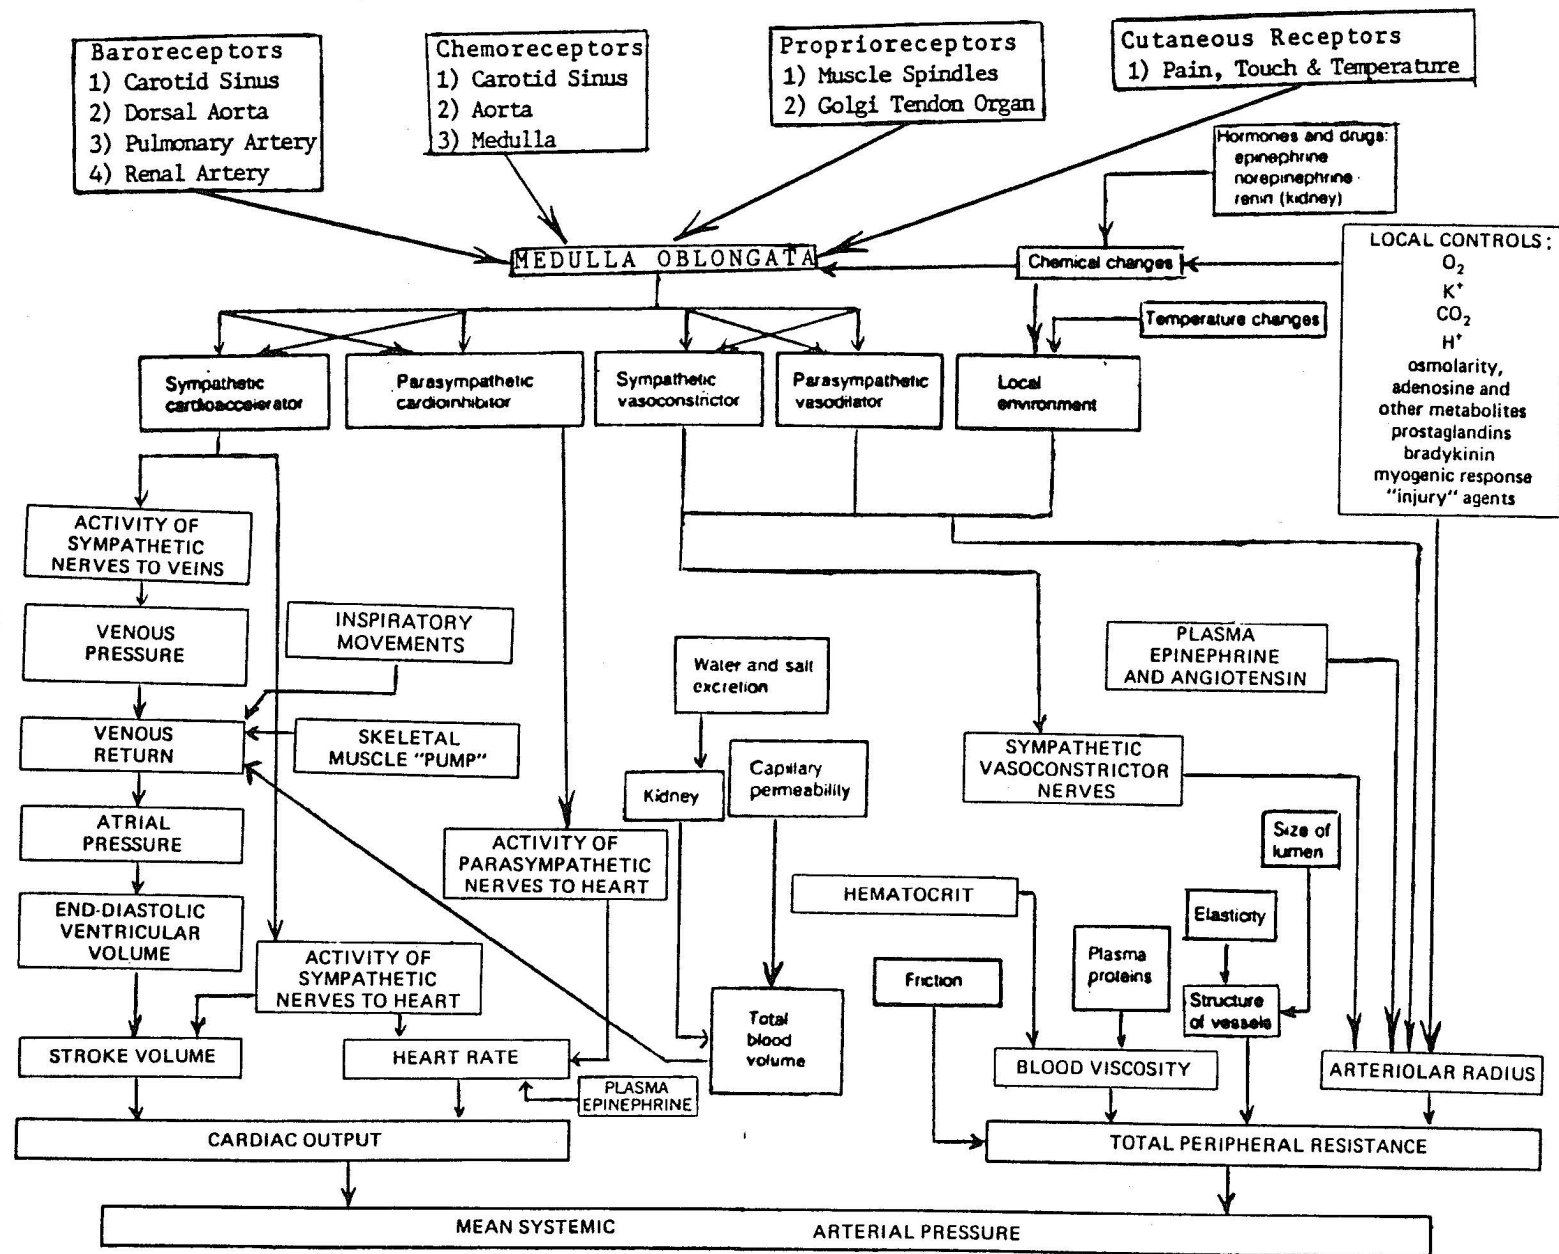 Baroreceptors
1) Carotid Sinus
2) Dorsal Aorta
3) Pulmonary Artery
4) Renal Artery
Chemoreceptors
1) Carotid Sinus
2) Aorta
3) Medulla
Proprioreceptors
1) Muscle Spindles
2) Golgi Tendon Organ
Cutaneous Receptors
1) Pain, Touch & Temperature
Hormones and drugs:
epinephrine
norepinephrine
renin (kidney)
MEDULLA OBLONGATA
Chemical changes
Temperature changes
LOCAL CONTROLS:
O₂
K⁺
CO₂
H⁺
osmolarity,
adenosine and
other metabolites
prostaglandins
bradykinin
myogenic response
"injury" agents
Sympathetic
cardioaccelerator
Parasympathetic
cardioinhibitor
Sympathetic
vasoconstrictor
Parasympathetic
vasodilator
Local
environment
ACTIVITY OF
SYMPATHETIC
NERVES TO VEINS
VENOUS
PRESSURE
INSPIRATORY
MOVEMENTS
VENOUS
RETURN
SKELETAL
MUSCLE "PUMP"
Water and salt
excretion
PLASMA
EPINEPHRINE
AND ANGIOTENSIN
Kidney
Capillary
permeability
SYMPATHETIC
VASOCONSTRICTOR
NERVES
ATRIAL
PRESSURE
ACTIVITY OF
PARASYMPATHETIC
NERVES TO HEART
Size of
lumen
HEMATOCRIT
Elasticity
END-DIASTOLIC
VENTRICULAR
VOLUME
ACTIVITY OF
SYMPATHETIC
NERVES TO HEART
Friction
Plasma
proteins
Structure
of vessels
Total
blood
volume
STROKE VOLUME
HEART RATE
PLASMA
EPINEPHRINE
BLOOD VISCOSITY
ARTERIOLAR RADIUS
CARDIAC OUTPUT
TOTAL PERIPHERAL RESISTANCE
MEAN SYSTEMIC ARTERIAL PRESSURE